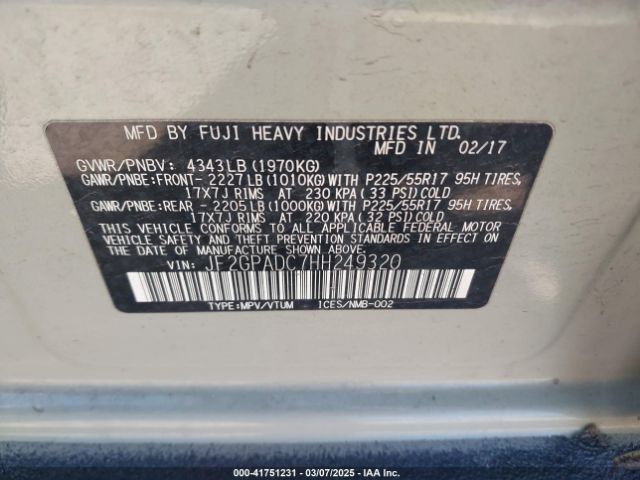 MFD BY FUJI HEAVY INDUSTRIES LTD.
MFD IN 02/17
GVWR/PNBV: 4343LB (1970KG)
GAWR/PNBE:FRONT- 2227LB(1010KG)WITH P225/55R17 95H TIRES,
17X7J RIMS AT 230 KPA(33 PSI)COLD
GAWR/PNBE:REAR - 2205LB(1000KG)WITH P225/55R17 95H TIRES,
17X7J RIMS AT 220 KPA(32 PSI)COLD
THIS VEHICLE CONFORMS TO ALL APPLICABLE FEDERAL MOTOR
VEHICLE SAFETY AND BUMPER STANDARDS IN EFFECT ON THE
DATE OF MANUFACTURE SHOWN ABOVE.
VIN: JF2GPADC7HH249320
TYPE:MPV/VTUM ICES/NMB-002
000-41751231 - 03/07/2025 - IAA Inc.